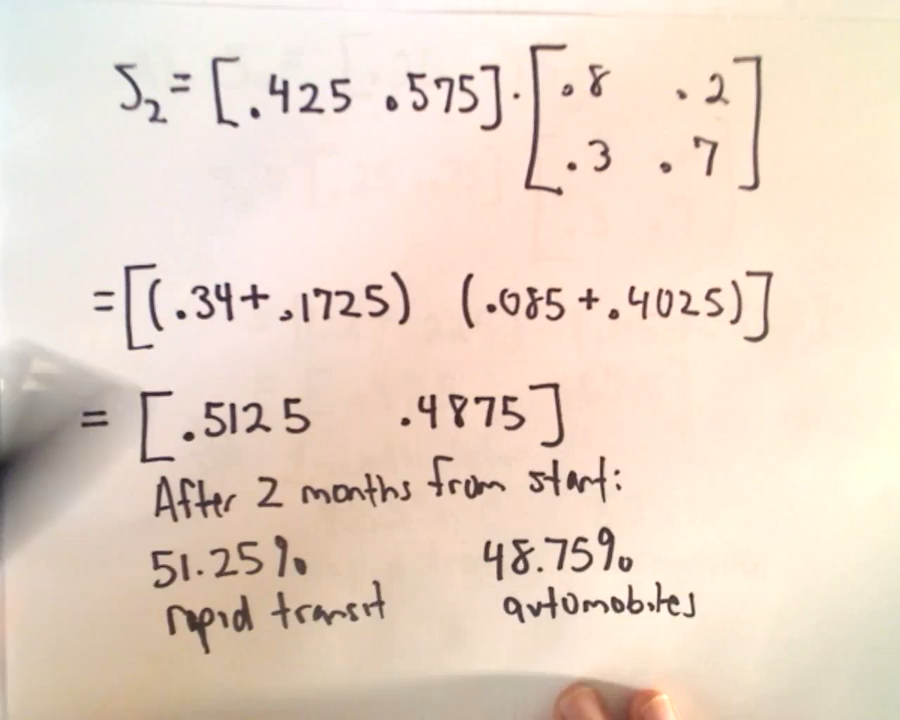 S₂ = [.425 .575] · [.8 .2
.3 .7]
= [(.34 + .1725) (.085 + .4025)]
= [.5125 .4875]
After 2 months from start:
51.25% 48.75%
rapid transit automobiles